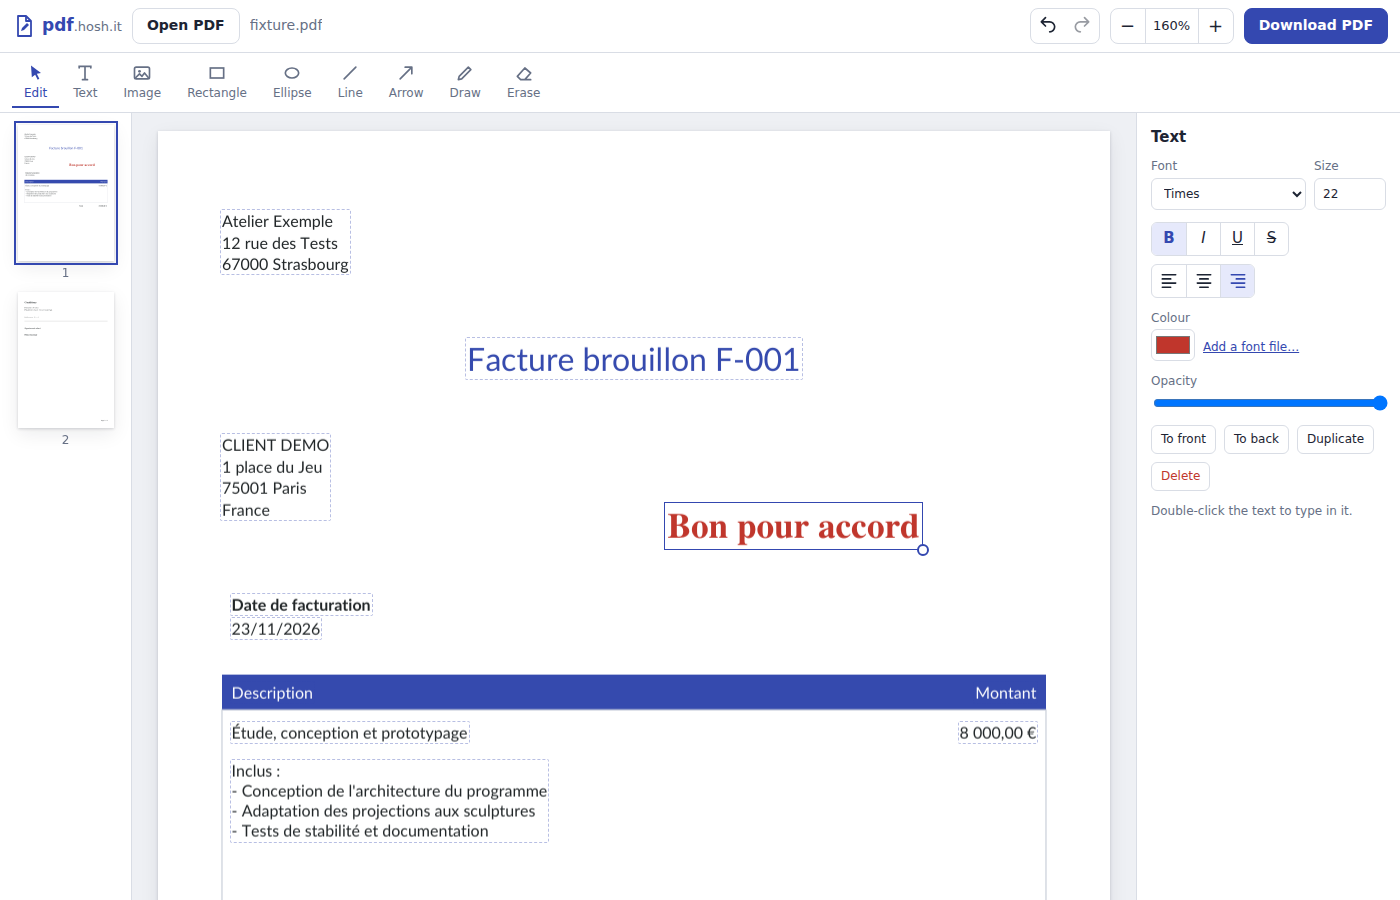 pdf.hosh.it
Open PDF
fixture.pdf
160%
Download PDF
Edit
Text
Image
Rectangle
Ellipse
Line
Arrow
Draw
Erase
1
2
Atelier Exemple
12 rue des Tests
67000 Strasbourg
Facture brouillon F-001
CLIENT DEMO
1 place du Jeu
75001 Paris
France
Bon pour accord
Date de facturation
23/11/2026
Description Montant
Étude, conception et prototypage 8 000,00 €
Inclus :
- Conception de l'architecture du programme
- Adaptation des projections aux sculptures
- Tests de stabilité et documentation
Text
Font Size
Times 22
B I U S
Colour
Add a font file...
Opacity
To front
To back
Duplicate
Delete
Double-click the text to type in it.